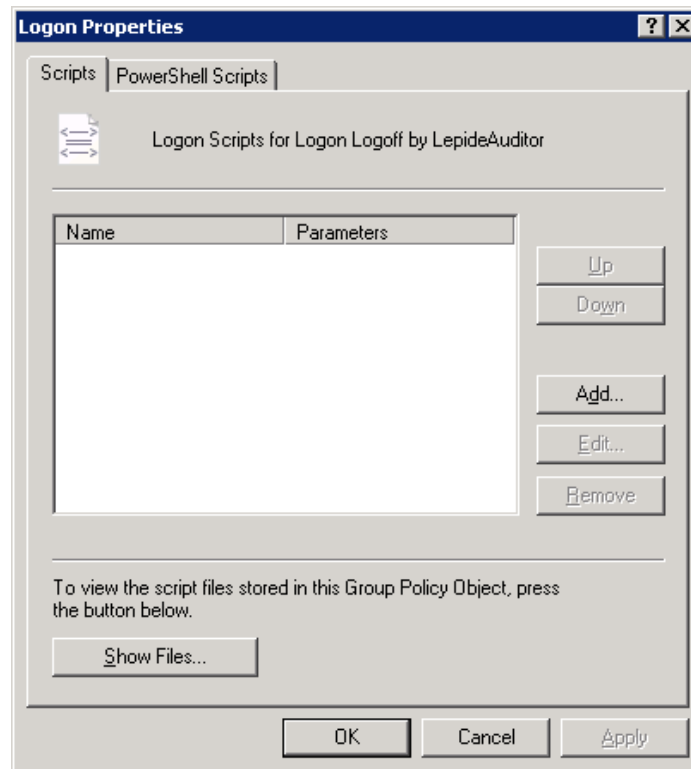 Logon Properties
Scripts
PowerShell Scripts
Logon Scripts for Logon Logoff by LepideAuditor
Name
Parameters
Up
Down
Add...
Edit...
Remove
To view the script files stored in this Group Policy Object, press
the button below.
Show Files...
OK
Cancel
Apply